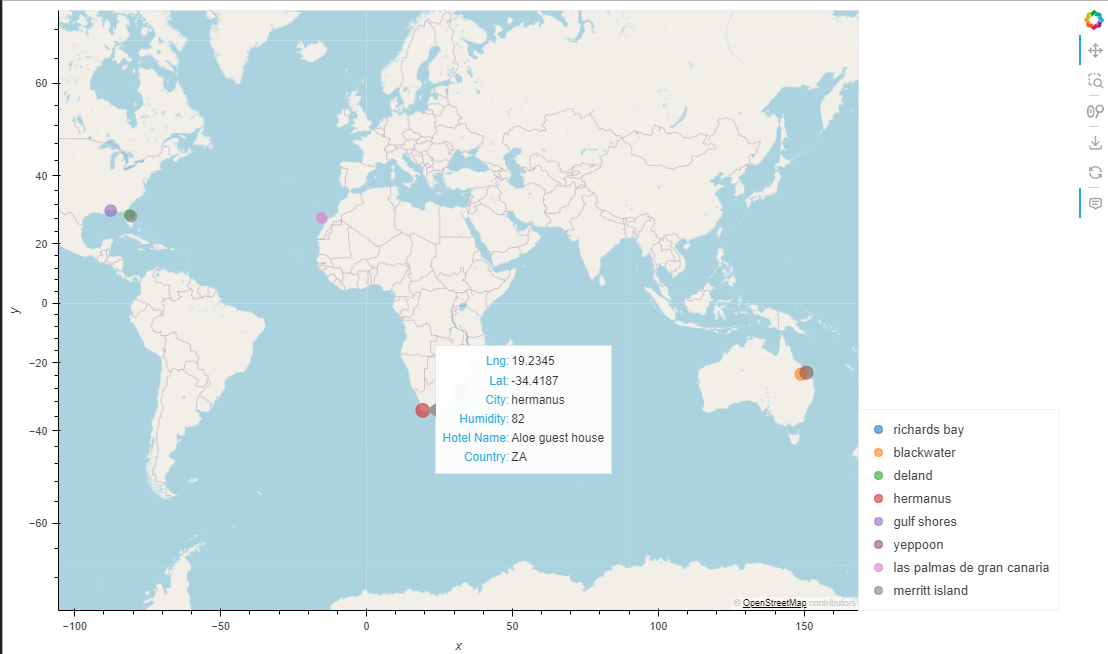 60
40
20
0
−20
−40
−60
y
−100
−50
0
50
100
150
x
Lng: 19.2345
Lat: -34.4187
City: hermanus
Humidity: 82
Hotel Name: Aloe guest house
Country: ZA
richards bay
blackwater
deland
hermanus
gulf shores
yeppoon
las palmas de gran canaria
merritt island
© OpenStreetMap contributors